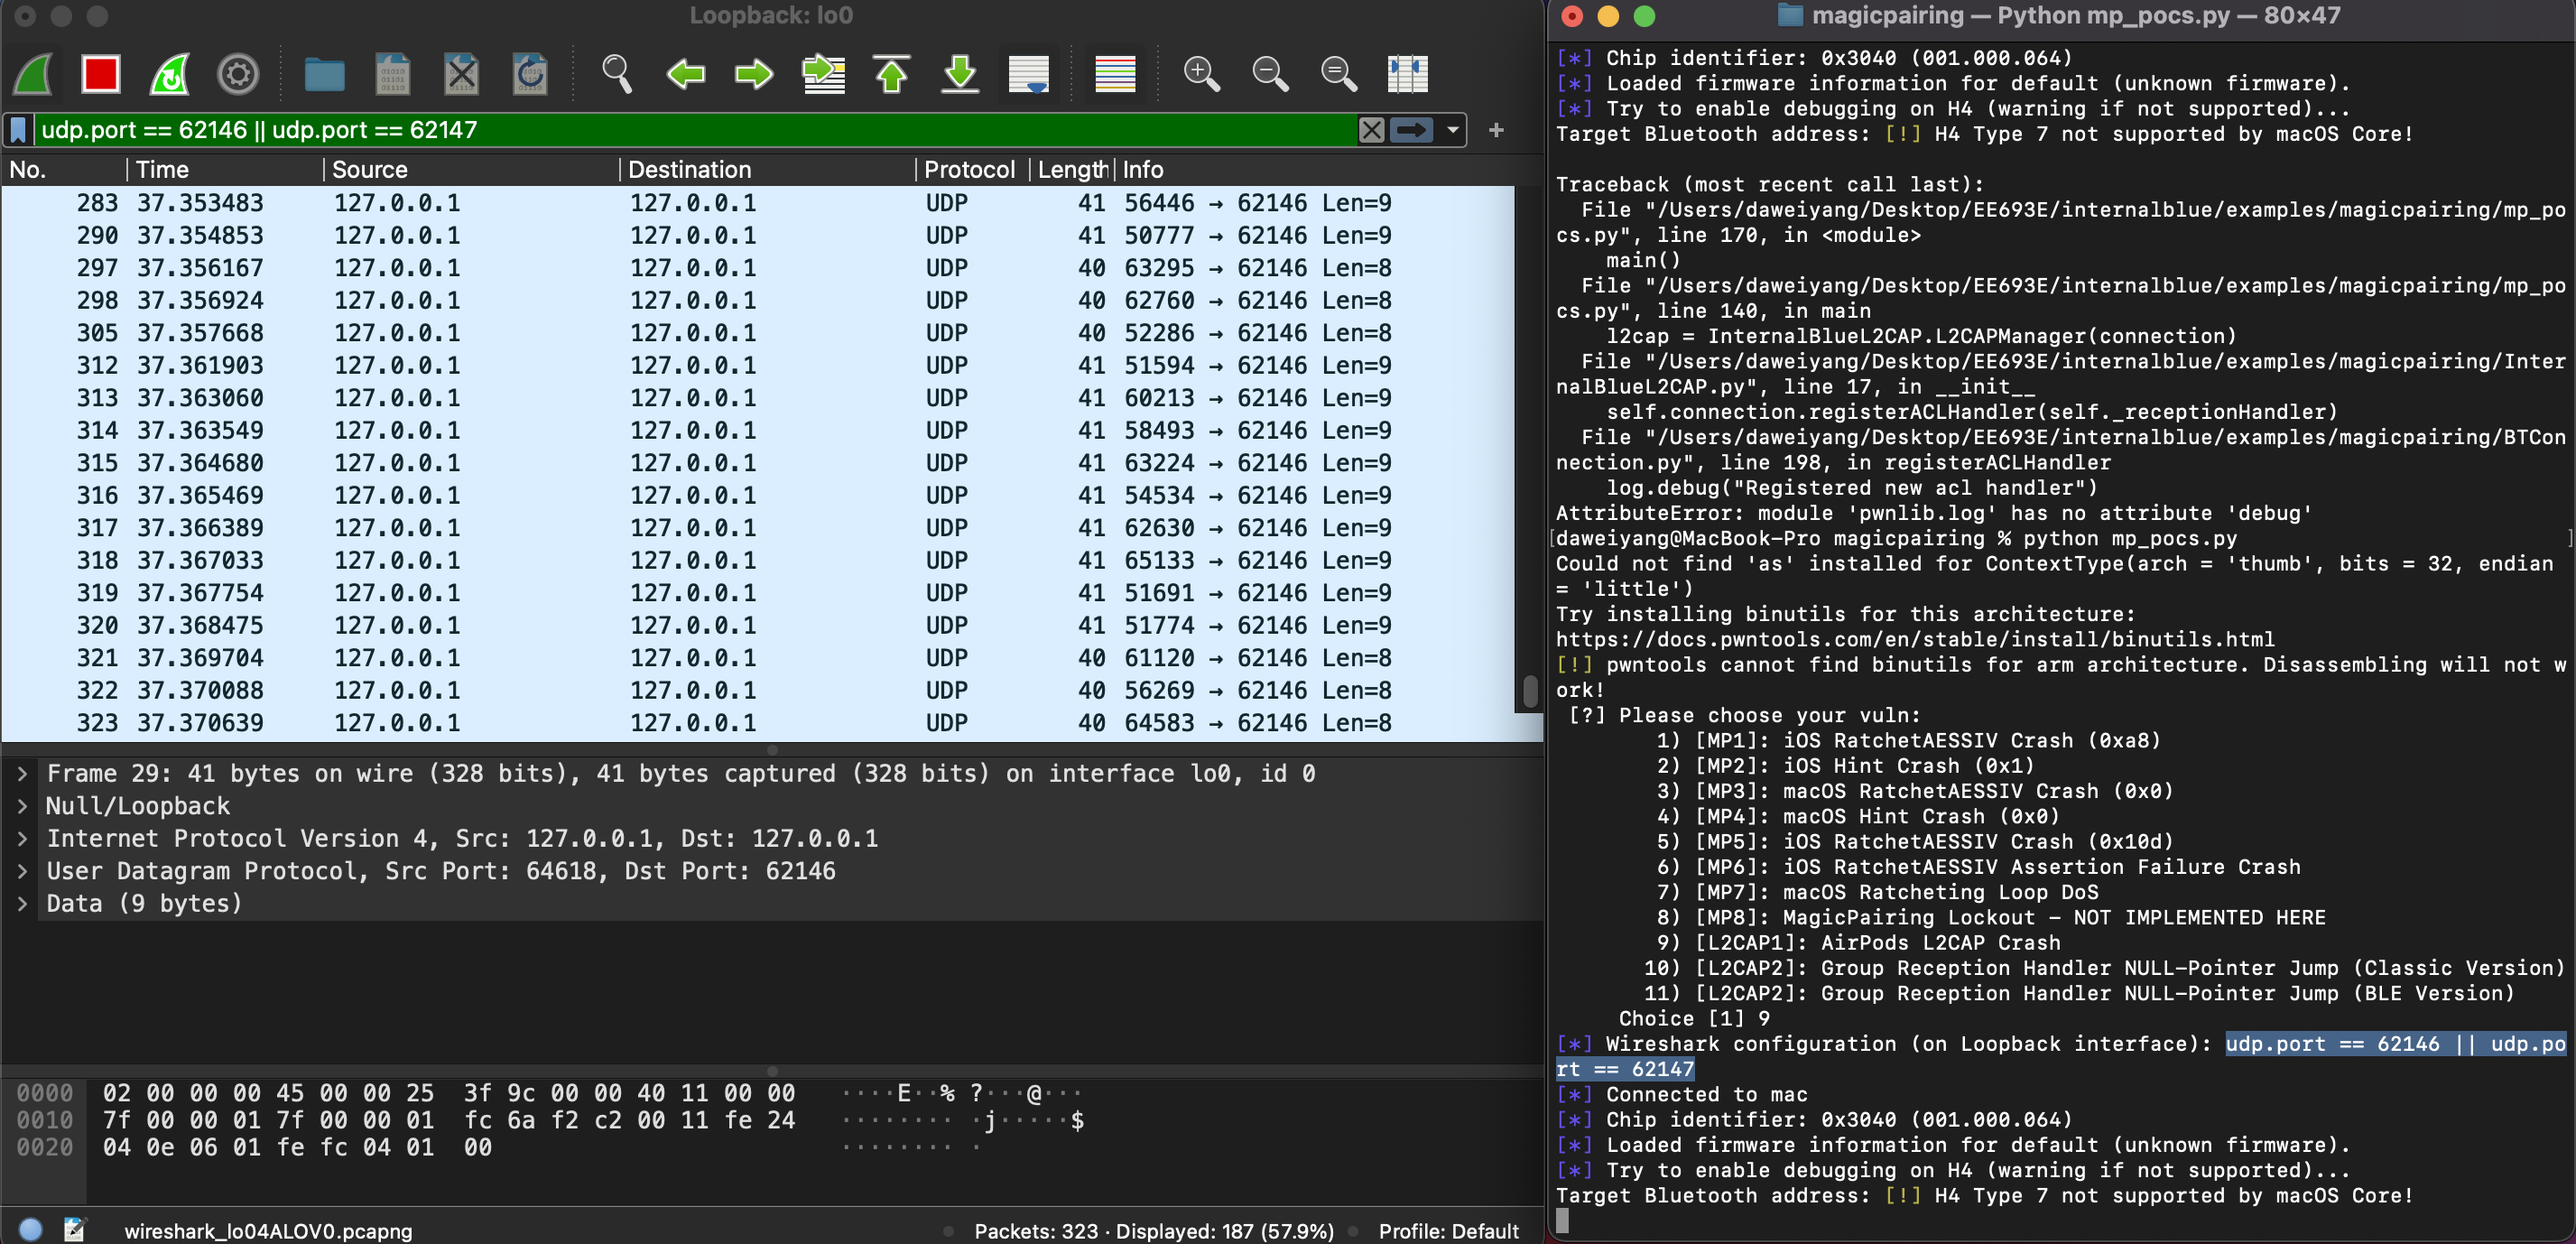 Loopback: lo0
udp.port == 62146 || udp.port == 62147
No. Time Source Destination Protocol Length Info
283 37.353483 127.0.0.1 127.0.0.1 UDP 41 56446 → 62146 Len=9
290 37.354853 127.0.0.1 127.0.0.1 UDP 41 50777 → 62146 Len=9
297 37.356167 127.0.0.1 127.0.0.1 UDP 40 63295 → 62146 Len=8
298 37.356924 127.0.0.1 127.0.0.1 UDP 40 62760 → 62146 Len=8
305 37.357668 127.0.0.1 127.0.0.1 UDP 40 52286 → 62146 Len=8
312 37.361903 127.0.0.1 127.0.0.1 UDP 41 51594 → 62146 Len=9
313 37.363060 127.0.0.1 127.0.0.1 UDP 41 60213 → 62146 Len=9
314 37.363549 127.0.0.1 127.0.0.1 UDP 41 58493 → 62146 Len=9
315 37.364680 127.0.0.1 127.0.0.1 UDP 41 63224 → 62146 Len=9
316 37.365469 127.0.0.1 127.0.0.1 UDP 41 54534 → 62146 Len=9
317 37.366389 127.0.0.1 127.0.0.1 UDP 41 62630 → 62146 Len=9
318 37.367033 127.0.0.1 127.0.0.1 UDP 41 65133 → 62146 Len=9
319 37.367754 127.0.0.1 127.0.0.1 UDP 41 51691 → 62146 Len=9
320 37.368475 127.0.0.1 127.0.0.1 UDP 41 51774 → 62146 Len=9
321 37.369704 127.0.0.1 127.0.0.1 UDP 40 61120 → 62146 Len=8
322 37.370088 127.0.0.1 127.0.0.1 UDP 40 56269 → 62146 Len=8
323 37.370639 127.0.0.1 127.0.0.1 UDP 40 64583 → 62146 Len=8
Frame 29: 41 bytes on wire (328 bits), 41 bytes captured (328 bits) on interface lo0, id 0
Null/Loopback
Internet Protocol Version 4, Src: 127.0.0.1, Dst: 127.0.0.1
User Datagram Protocol, Src Port: 64618, Dst Port: 62146
Data (9 bytes)
0000 02 00 00 00 45 00 00 25 3f 9c 00 00 40 11 00 00 ····E··% ?···@···
0010 7f 00 00 01 7f 00 00 01 fc 6a f2 c2 00 11 fe 24 ········ ·j·····$
0020 04 0e 06 01 fe fc 04 01 00 ········ ·
wireshark_lo04ALOV0.pcapng Packets: 323 · Displayed: 187 (57.9%) Profile: Default
magicpairing — Python mp_pocs.py — 80×47
[*] Chip identifier: 0x3040 (001.000.064)
[*] Loaded firmware information for default (unknown firmware).
[*] Try to enable debugging on H4 (warning if not supported)...
Target Bluetooth address: [!] H4 Type 7 not supported by macOS Core!
Traceback (most recent call last):
File "/Users/daweiyang/Desktop/EE693E/internalblue/examples/magicpairing/mp_po
cs.py", line 170, in <module>
main()
File "/Users/daweiyang/Desktop/EE693E/internalblue/examples/magicpairing/mp_po
cs.py", line 140, in main
l2cap = InternalBlueL2CAP.L2CAPManager(connection)
File "/Users/daweiyang/Desktop/EE693E/internalblue/examples/magicpairing/Inter
nalBlueL2CAP.py", line 17, in __init__
self.connection.registerACLHandler(self._receptionHandler)
File "/Users/daweiyang/Desktop/EE693E/internalblue/examples/magicpairing/BTCon
nection.py", line 198, in registerACLHandler
log.debug("Registered new acl handler")
AttributeError: module 'pwnlib.log' has no attribute 'debug'
[daweiyang@MacBook-Pro magicpairing % python mp_pocs.py ]
Could not find 'as' installed for ContextType(arch = 'thumb', bits = 32, endian
= 'little')
Try installing binutils for this architecture:
https://docs.pwntools.com/en/stable/install/binutils.html
[!] pwntools cannot find binutils for arm architecture. Disassembling will not w
ork!
[?] Please choose your vuln:
1) [MP1]: iOS RatchetAESSIV Crash (0xa8)
2) [MP2]: iOS Hint Crash (0x1)
3) [MP3]: macOS RatchetAESSIV Crash (0x0)
4) [MP4]: macOS Hint Crash (0x0)
5) [MP5]: iOS RatchetAESSIV Crash (0x10d)
6) [MP6]: iOS RatchetAESSIV Assertion Failure Crash
7) [MP7]: macOS Ratcheting Loop DoS
8) [MP8]: MagicPairing Lockout - NOT IMPLEMENTED HERE
9) [L2CAP1]: AirPods L2CAP Crash
10) [L2CAP2]: Group Reception Handler NULL-Pointer Jump (Classic Version)
11) [L2CAP2]: Group Reception Handler NULL-Pointer Jump (BLE Version)
Choice [1] 9
[*] Wireshark configuration (on Loopback interface): udp.port == 62146 || udp.po
rt == 62147
[*] Connected to mac
[*] Chip identifier: 0x3040 (001.000.064)
[*] Loaded firmware information for default (unknown firmware).
[*] Try to enable debugging on H4 (warning if not supported)...
Target Bluetooth address: [!] H4 Type 7 not supported by macOS Core!